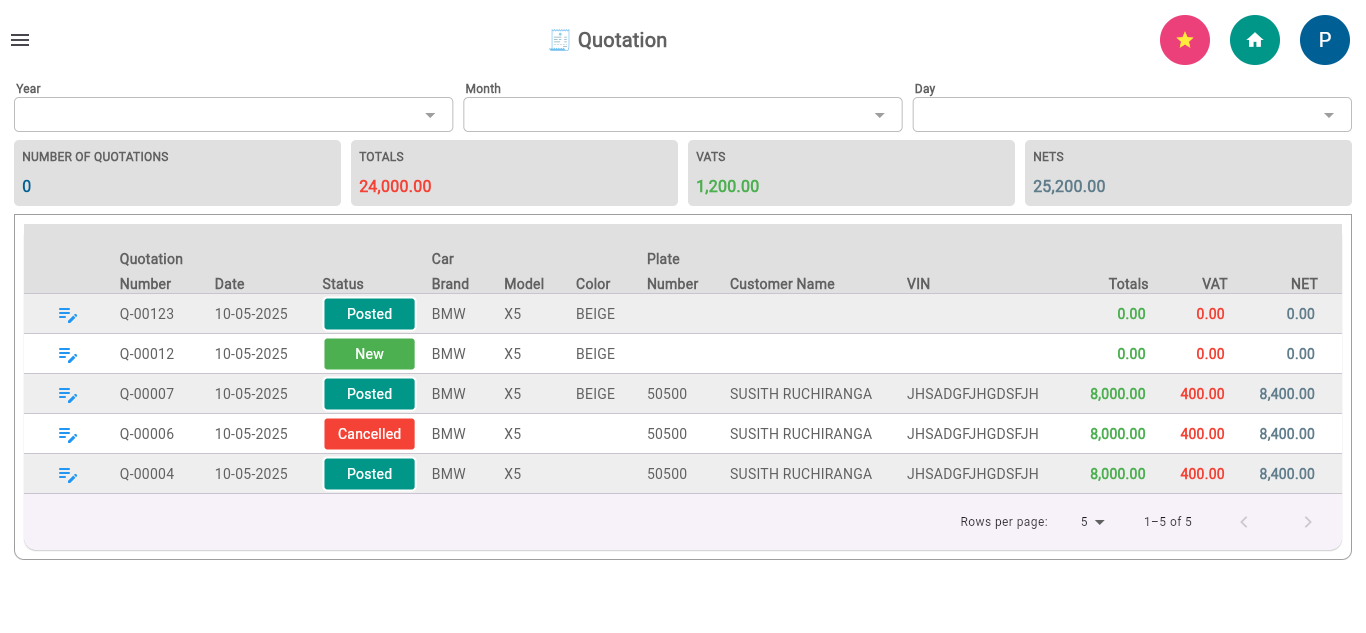 Quotation
P
Year Month Day
NUMBER OF QUOTATIONS TOTALS VATS NETS
0 24,000.00 1,200.00 25,200.00
Quotation Car Plate
Number Date Status Brand Model Color Number Customer Name VIN Totals VAT NET
Q-00123 10-05-2025 Posted BMW X5 BEIGE 0.00 0.00 0.00
Q-00012 10-05-2025 New BMW X5 BEIGE 0.00 0.00 0.00
Q-00007 10-05-2025 Posted BMW X5 BEIGE 50500 SUSITH RUCHIRANGA JHSADGFJHGDSFJH 8,000.00 400.00 8,400.00
Q-00006 10-05-2025 Cancelled BMW X5 50500 SUSITH RUCHIRANGA JHSADGFJHGDSFJH 8,000.00 400.00 8,400.00
Q-00004 10-05-2025 Posted BMW X5 50500 SUSITH RUCHIRANGA JHSADGFJHGDSFJH 8,000.00 400.00 8,400.00
Rows per page: 5 1–5 of 5